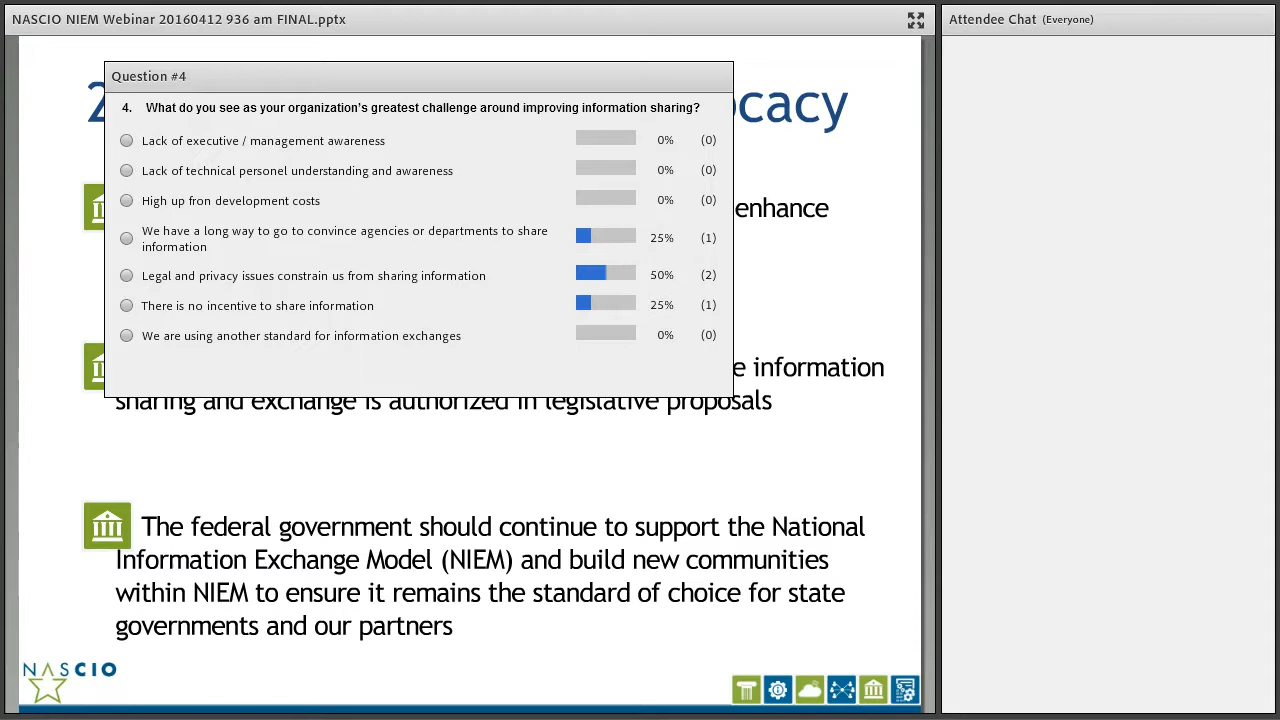 NASCIO NIEM Webinar 20160412 936 am FINAL.pptx
Attendee Chat (Everyone)
Question #4
4. What do you see as your organization's greatest challenge around improving information sharing?
Lack of executive / management awareness 0% (0)
Lack of technical personel understanding and awareness 0% (0)
High up fron development costs 0% (0)
We have a long way to go to convince agencies or departments to share
information 25% (1)
Legal and privacy issues constrain us from sharing information 50% (2)
There is no incentive to share information 25% (1)
We are using another standard for information exchanges 0% (0)
enhance
information
sharing and exchange is authorized in legislative proposals
The federal government should continue to support the National
Information Exchange Model (NIEM) and build new communities
within NIEM to ensure it remains the standard of choice for state
governments and our partners
NASCIO